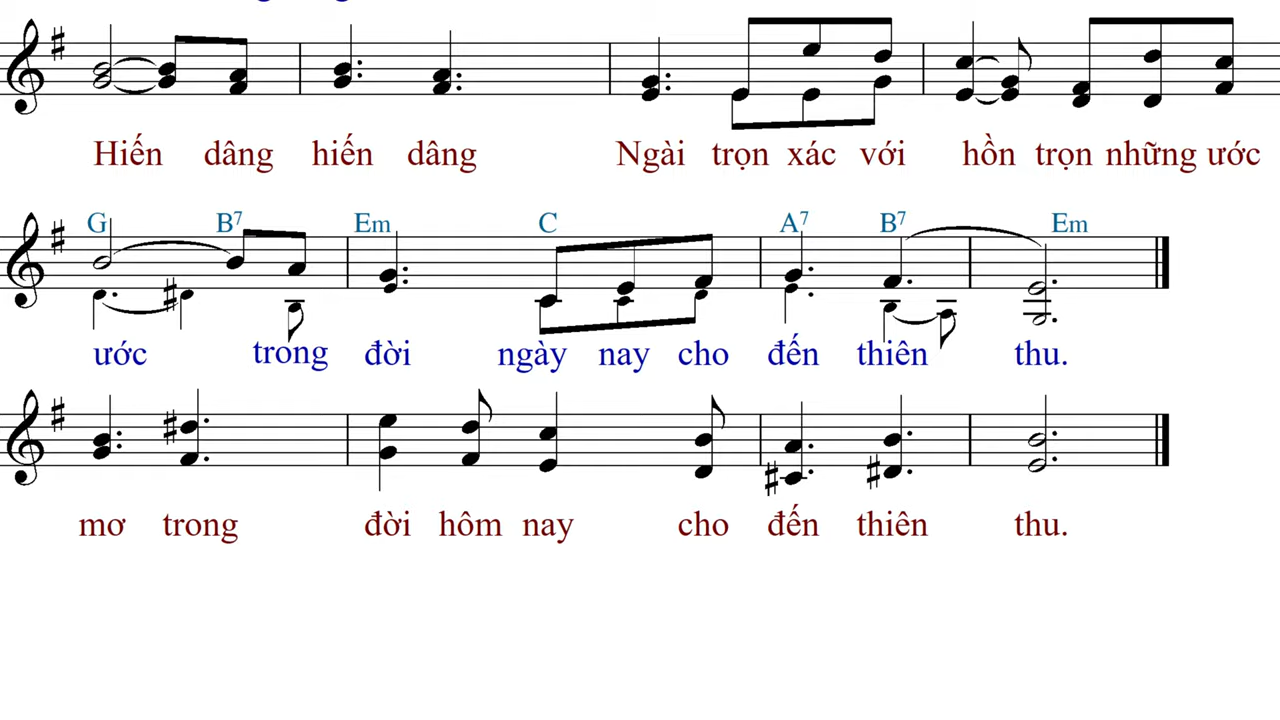 Hiến dâng hiến dâng Ngài trọn xác với hồn trọn những ước
G B7 Em C A7 B7 Em
ước trong đời ngày nay cho đến thiên thu.
mơ trong đời hôm nay cho đến thiên thu.